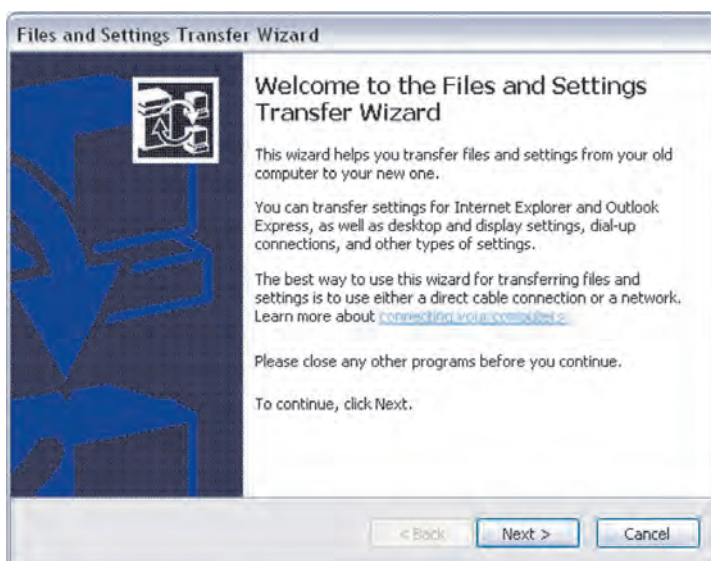 Files and Settings Transfer Wizard
Welcome to the Files and Settings
Transfer Wizard
This wizard helps you transfer files and settings from your old
computer to your new one.
You can transfer settings for Internet Explorer and Outlook
Express, as well as desktop and display settings, dial-up
connections, and other types of settings.
The best way to use this wizard for transferring files and
settings is to use either a direct cable connection or a network.
Learn more about connecting your computers.
Please close any other programs before you continue.
To continue, click Next.
< Back Next > Cancel